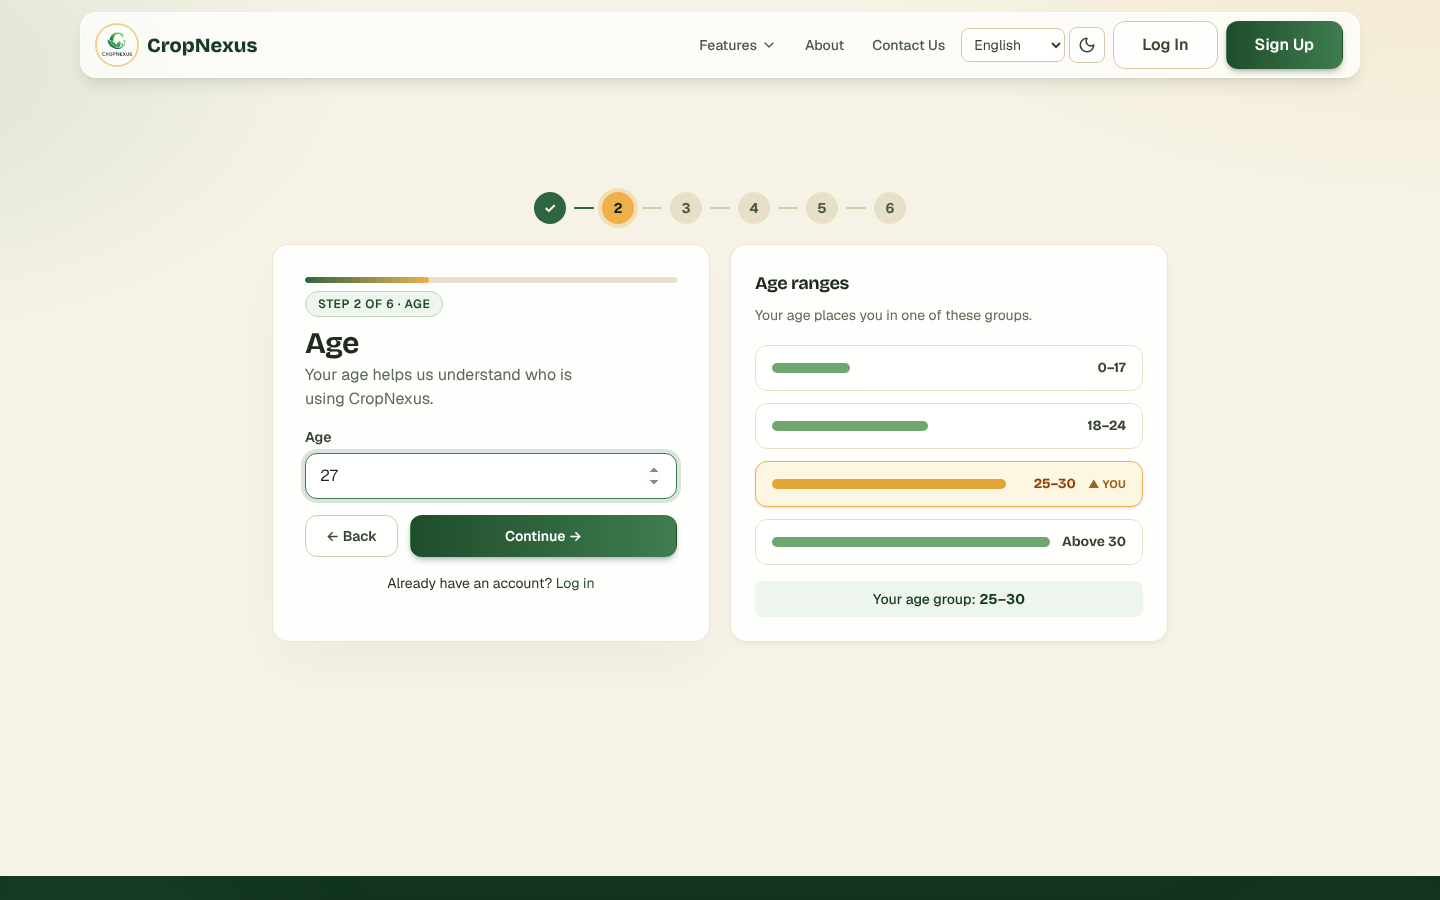 CROPNEXUS
CropNexus
Features
About
Contact Us
English
Log In
Sign Up
2
3
4
5
6
STEP 2 OF 6 · AGE
Age
Your age helps us understand who is
using CropNexus.
Age
27
← Back
Continue →
Already have an account? Log in
Age ranges
Your age places you in one of these groups.
0–17
18–24
25–30 ▲ YOU
Above 30
Your age group: 25–30